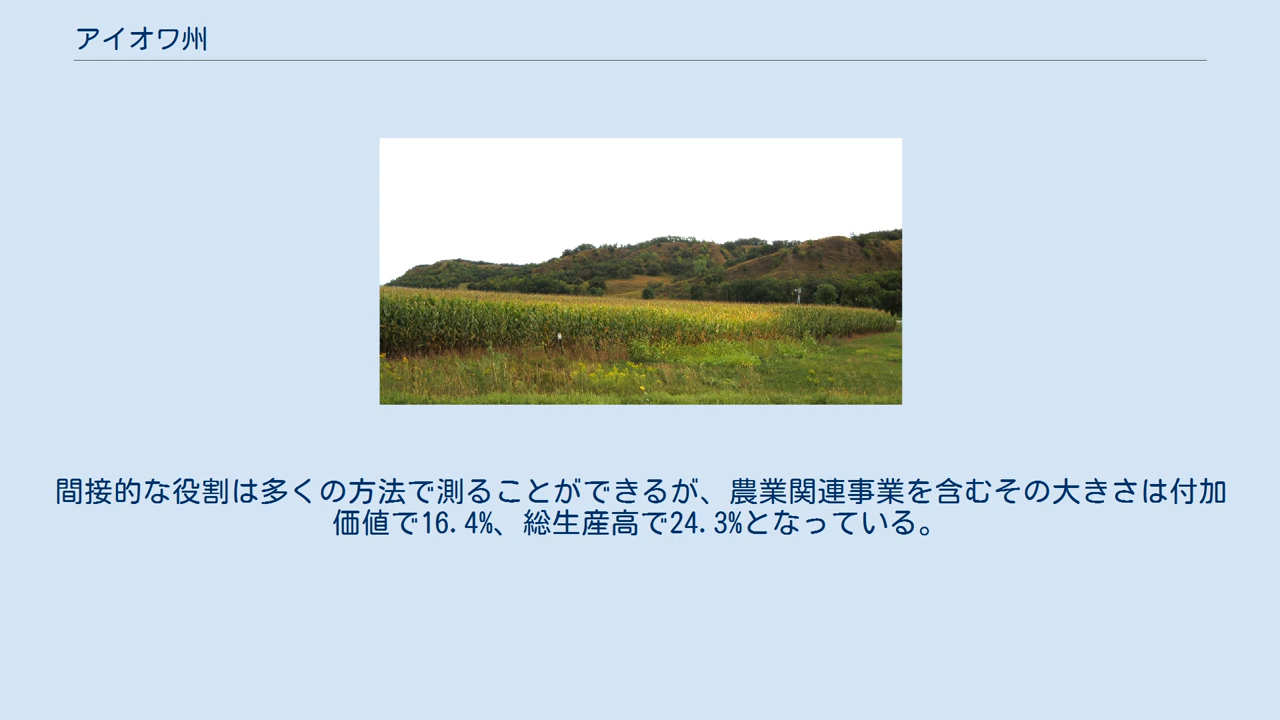 アイオワ州
間接的な役割は多くの方法で測ることができるが、農業関連事業を含むその大きさは付加
価値で16.4%、総生産高で24.3%となっている。